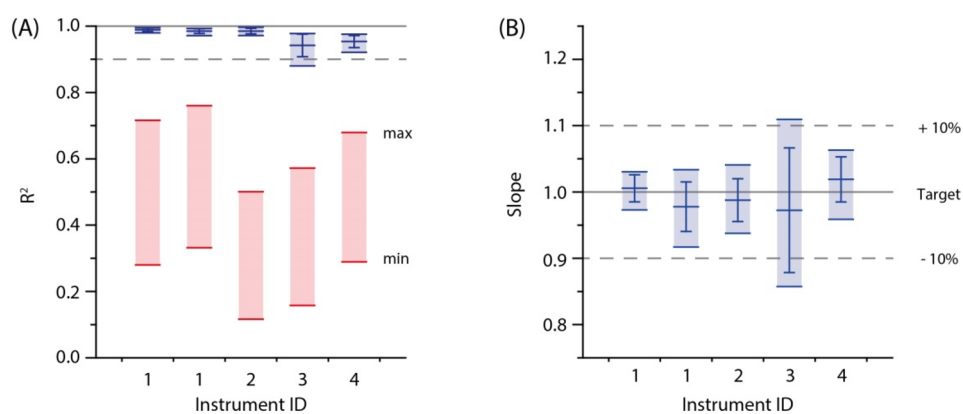 (A)
1.0
0.8
0.6
0.4
0.2
0.0
R²
max
min
1 1 2 3 4
Instrument ID
(B)
1.2
1.1
1.0
0.9
0.8
Slope
+ 10%
Target
- 10%
1 1 2 3 4
Instrument ID